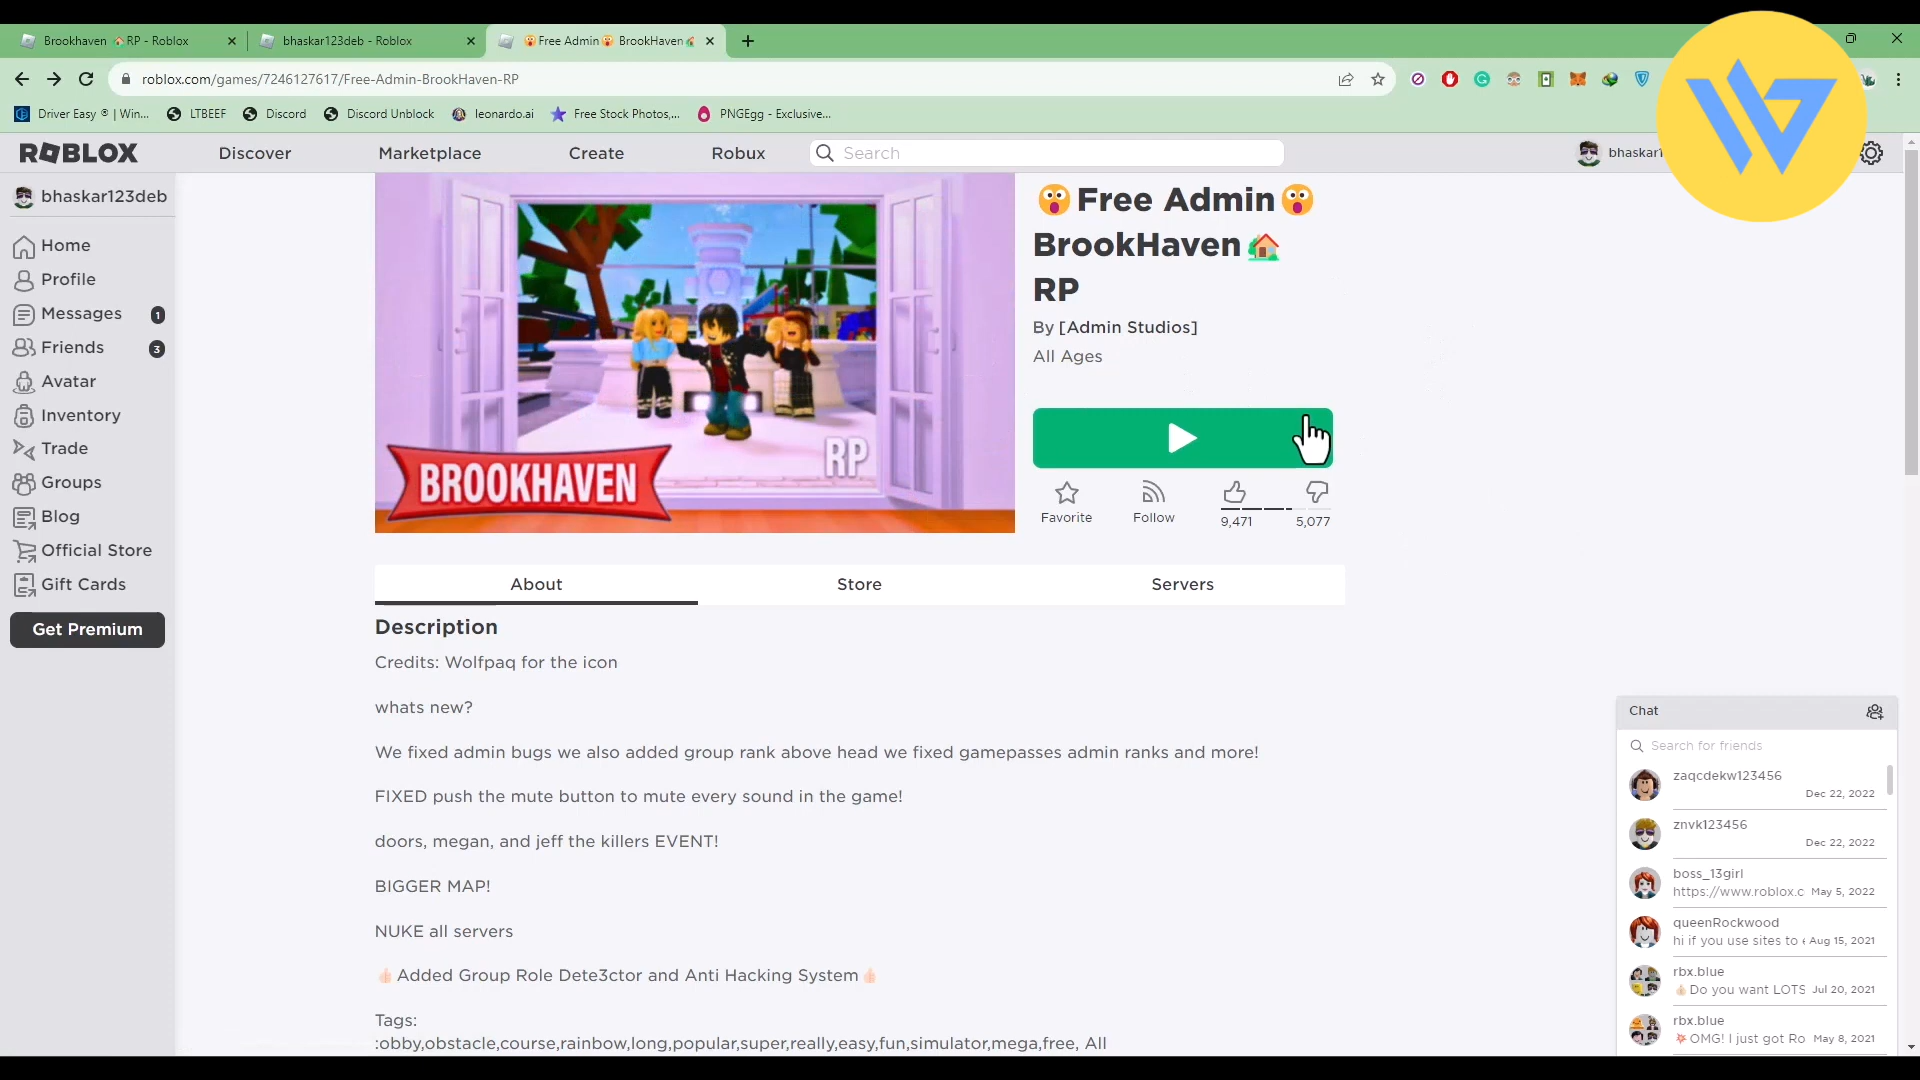 Brookhaven 🏠RP - Roblox
bhaskar123deb - Roblox
😲Free Admin😲 BrookHaven🏠
roblox.com/games/7246127617/Free-Admin-BrookHaven-RP
Driver Easy ® | Win...
LTBEEF
Discord
Discord Unblock
leonardo.ai
Free Stock Photos,...
PNGEgg - Exclusive...
ROBLOX
Discover
Marketplace
Create
Robux
Search
bhaskar1
bhaskar123deb
Home
Profile
Messages 1
Friends 3
Avatar
Inventory
Trade
Groups
Blog
Official Store
Gift Cards
Get Premium
BROOKHAVEN
RP
😲Free Admin😲
BrookHaven🏠
RP
By [Admin Studios]
All Ages
Favorite
Follow
9,471
5,077
About
Store
Servers
Description
Credits: Wolfpaq for the icon
whats new?
We fixed admin bugs we also added group rank above head we fixed gamepasses admin ranks and more!
FIXED push the mute button to mute every sound in the game!
doors, megan, and jeff the killers EVENT!
BIGGER MAP!
NUKE all servers
👍🏻Added Group Role Dete3ctor and Anti Hacking System👍🏻
Tags:
:obby,obstacle,course,rainbow,long,popular,super,really,easy,fun,simulator,mega,free, All
Chat
Search for friends
zaqcdekw123456
Dec 22, 2022
znvk123456
Dec 22, 2022
boss_13girl
https://www.roblox.c May 5, 2022
queenRockwood
hi if you use sites to Aug 15, 2021
rbx.blue
👍🏻Do you want LOTS Jul 20, 2021
rbx.blue
💥OMG! I just got Ro May 8, 2021